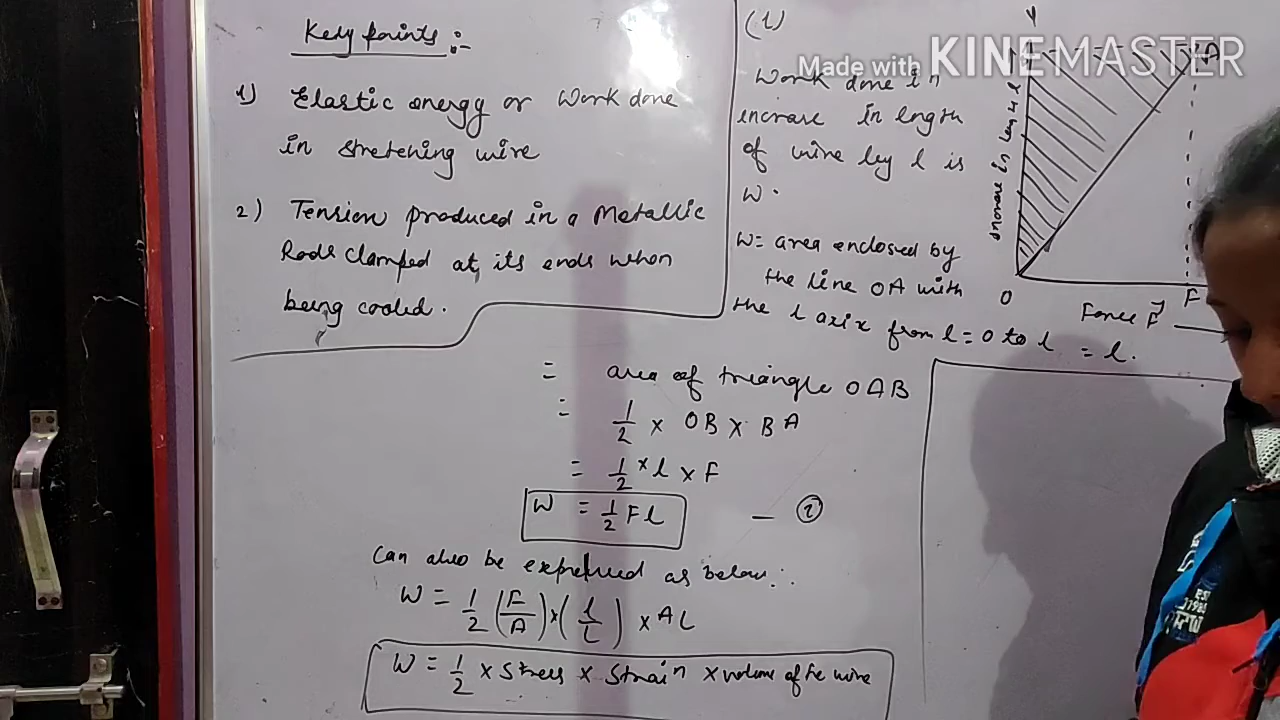 Key points :-
1) Elastic energy or Work done
in stretching wire
2) Tension produced in a Metallic
Rods clamped at its ends when
being cooled.
(1)
Made with KINEMASTER
Work done in
increase in length
of wire by l is
W.
W = area enclosed by
the line OA with
the l axix from l = 0 to l = l.
Y
A
increase in length l
O
F
Force F
= area of triangle OAB
= 1/2 × OB × BA
= 1/2 × l × F
W = 1/2 Fl — ②
Can also be expressed as below:.
W = 1/2 (F/A) × (l/L) × AL
W = 1/2 × stress × strain × volume of the wire